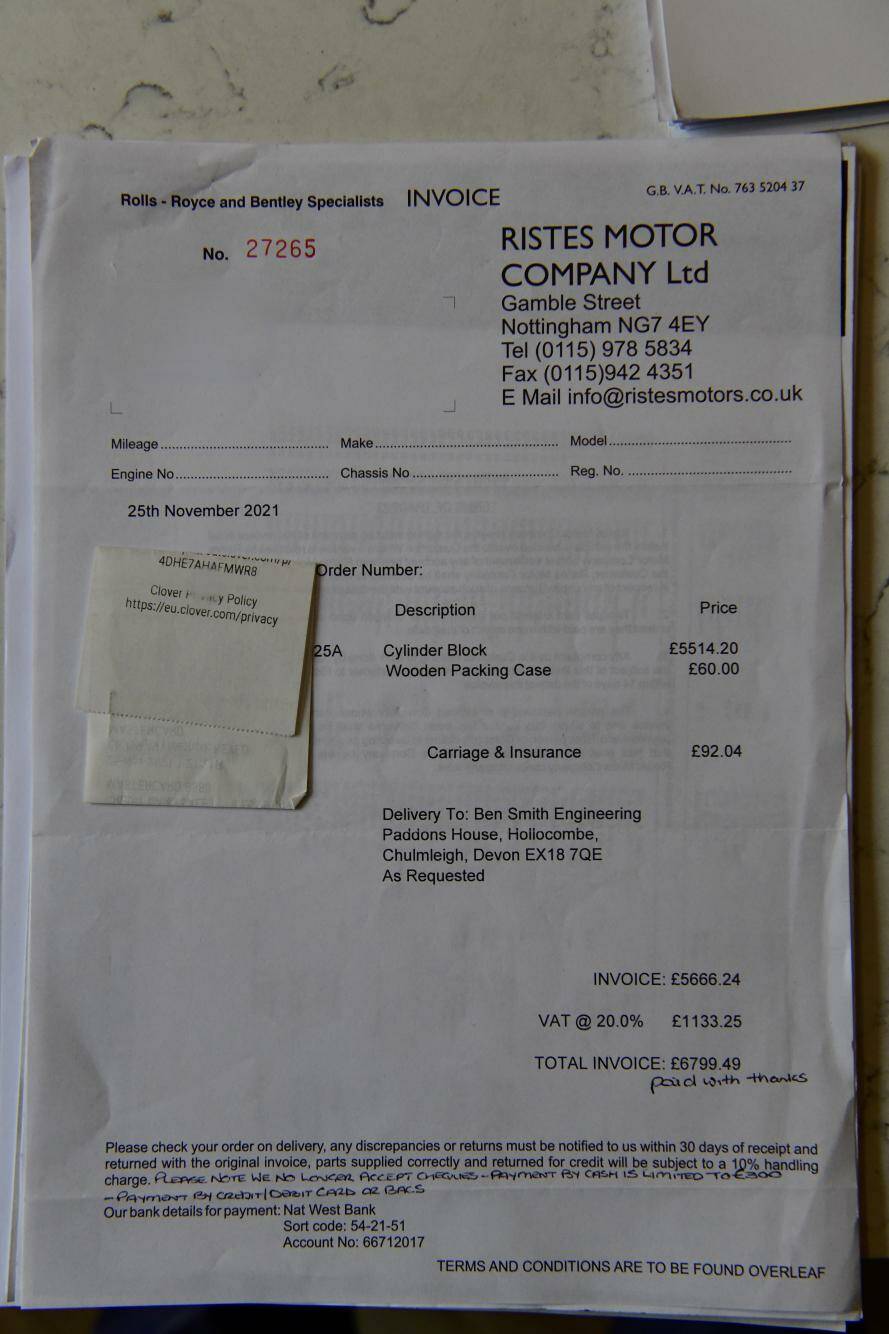 Rolls - Royce and Bentley Specialists INVOICE G.B. V.A.T. No. 763 5204 37
No. 27265
RISTES MOTOR
COMPANY Ltd
Gamble Street
Nottingham NG7 4EY
Tel (0115) 978 5834
Fax (0115)942 4351
E Mail info@ristesmotors.co.uk
Mileage Make Model
Engine No Chassis No Reg. No.
25th November 2021
4DHE7AHAFMWR8
Clover Policy
https://eu.clover.com/privacy
Order Number:
Description Price
25A Cylinder Block £5514.20
Wooden Packing Case £60.00
Carriage & Insurance £92.04
Delivery To: Ben Smith Engineering
Paddons House, Hollocombe,
Chulmleigh, Devon EX18 7QE
As Requested
INVOICE: £5666.24
VAT @ 20.0% £1133.25
TOTAL INVOICE: £6799.49
paid with thanks
Please check your order on delivery, any discrepancies or returns must be notified to us within 30 days of receipt and
returned with the original invoice, parts supplied correctly and returned for credit will be subject to a 10% handling
charge. PLEASE NOTE WE NO LONGER ACCEPT CHEQUES - PAYMENT BY CASH IS LIMITED TO £300
- PAYMENT BY CREDIT/DEBIT CARD OR BACS
Our bank details for payment: Nat West Bank
Sort code: 54-21-51
Account No: 66712017
TERMS AND CONDITIONS ARE TO BE FOUND OVERLEAF